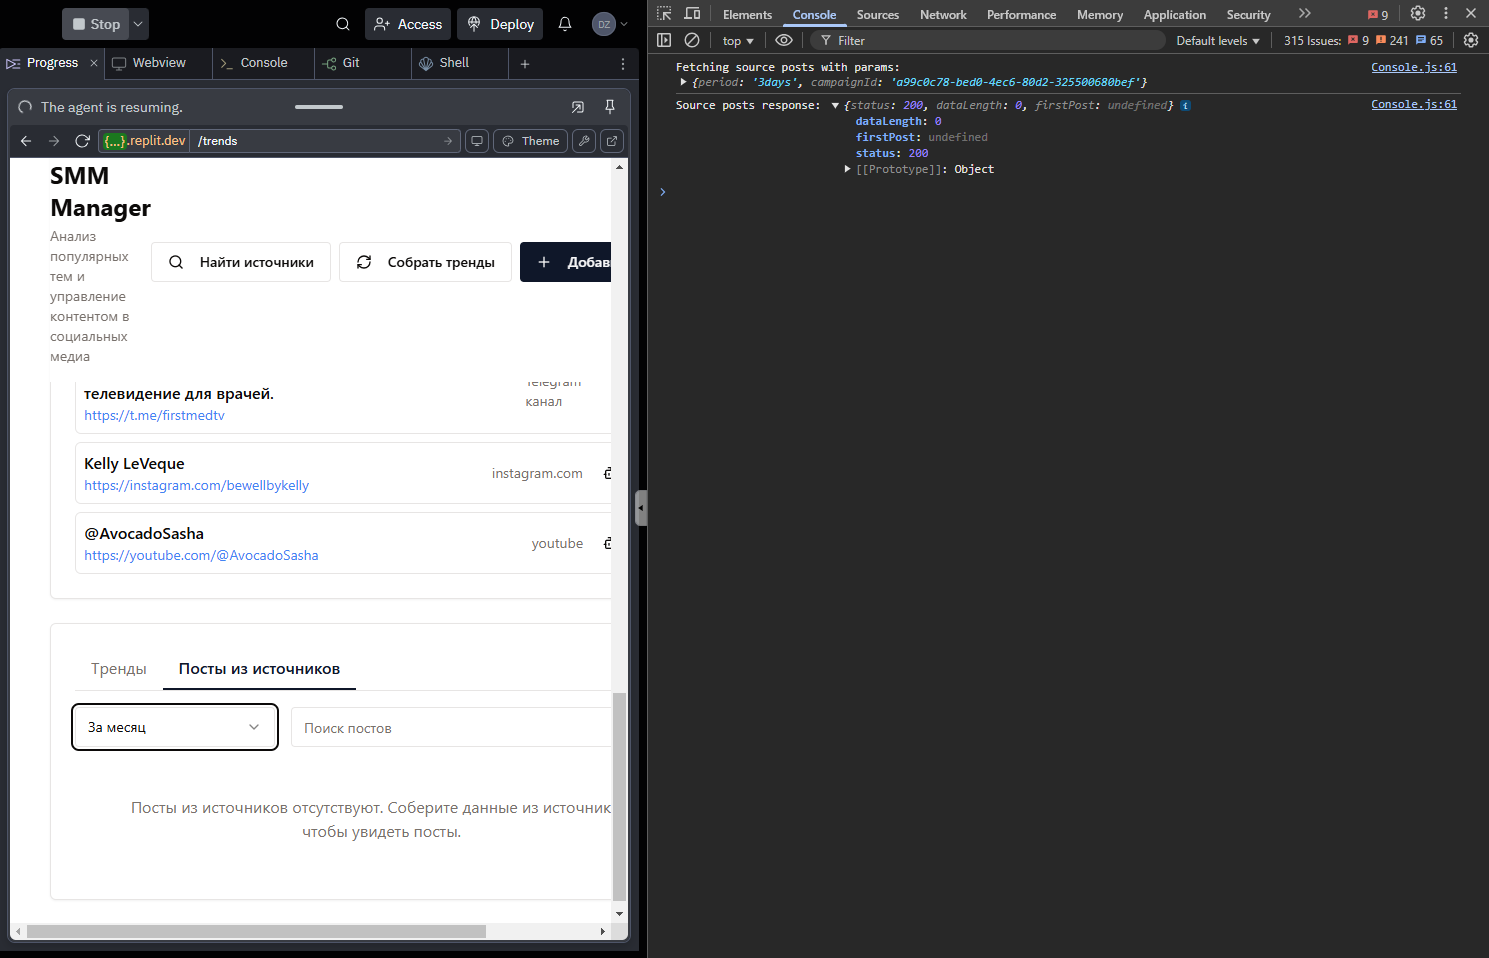 Stop
Access
Deploy
DZ
Progress
Webview
Console
Git
Shell
The agent is resuming.
{...}.replit.dev
/trends
Theme
SMM
Manager
Анализ
популярных
тем и
управление
контентом в
социальных
медиа
Найти источники
Собрать тренды
Добав
телевидение для врачей.
https://t.me/firstmedtv
Telegram
канал
Kelly LeVeque
https://instagram.com/bewellbykelly
instagram.com
@AvocadoSasha
https://youtube.com/@AvocadoSasha
youtube
Тренды
Посты из источников
За месяц
Поиск постов
Посты из источников отсутствуют. Соберите данные из источник
чтобы увидеть посты.
Elements
Console
Sources
Network
Performance
Memory
Application
Security
9
top
Filter
Default levels
315 Issues: 9 241 65
Fetching source posts with params:
Console.js:61
{period: '3days', campaignId: 'a99c0c78-bed0-4ec6-80d2-325500680bef'}
Source posts response: {status: 200, dataLength: 0, firstPost: undefined} i
Console.js:61
dataLength: 0
firstPost: undefined
status: 200
[[Prototype]]: Object